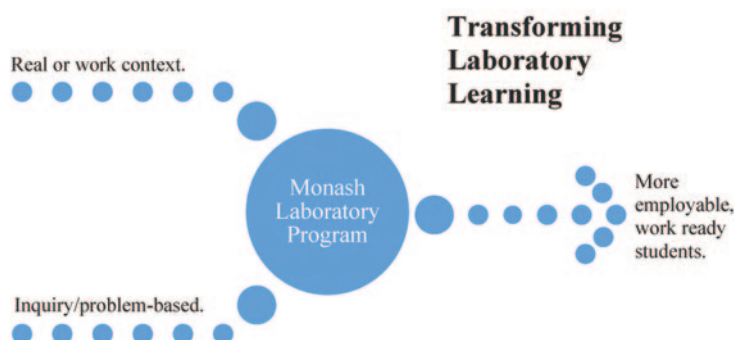 Transforming
Laboratory
Learning
Real or work context.
Monash
Laboratory
Program
More
employable,
work ready
students.
Inquiry/problem-based.